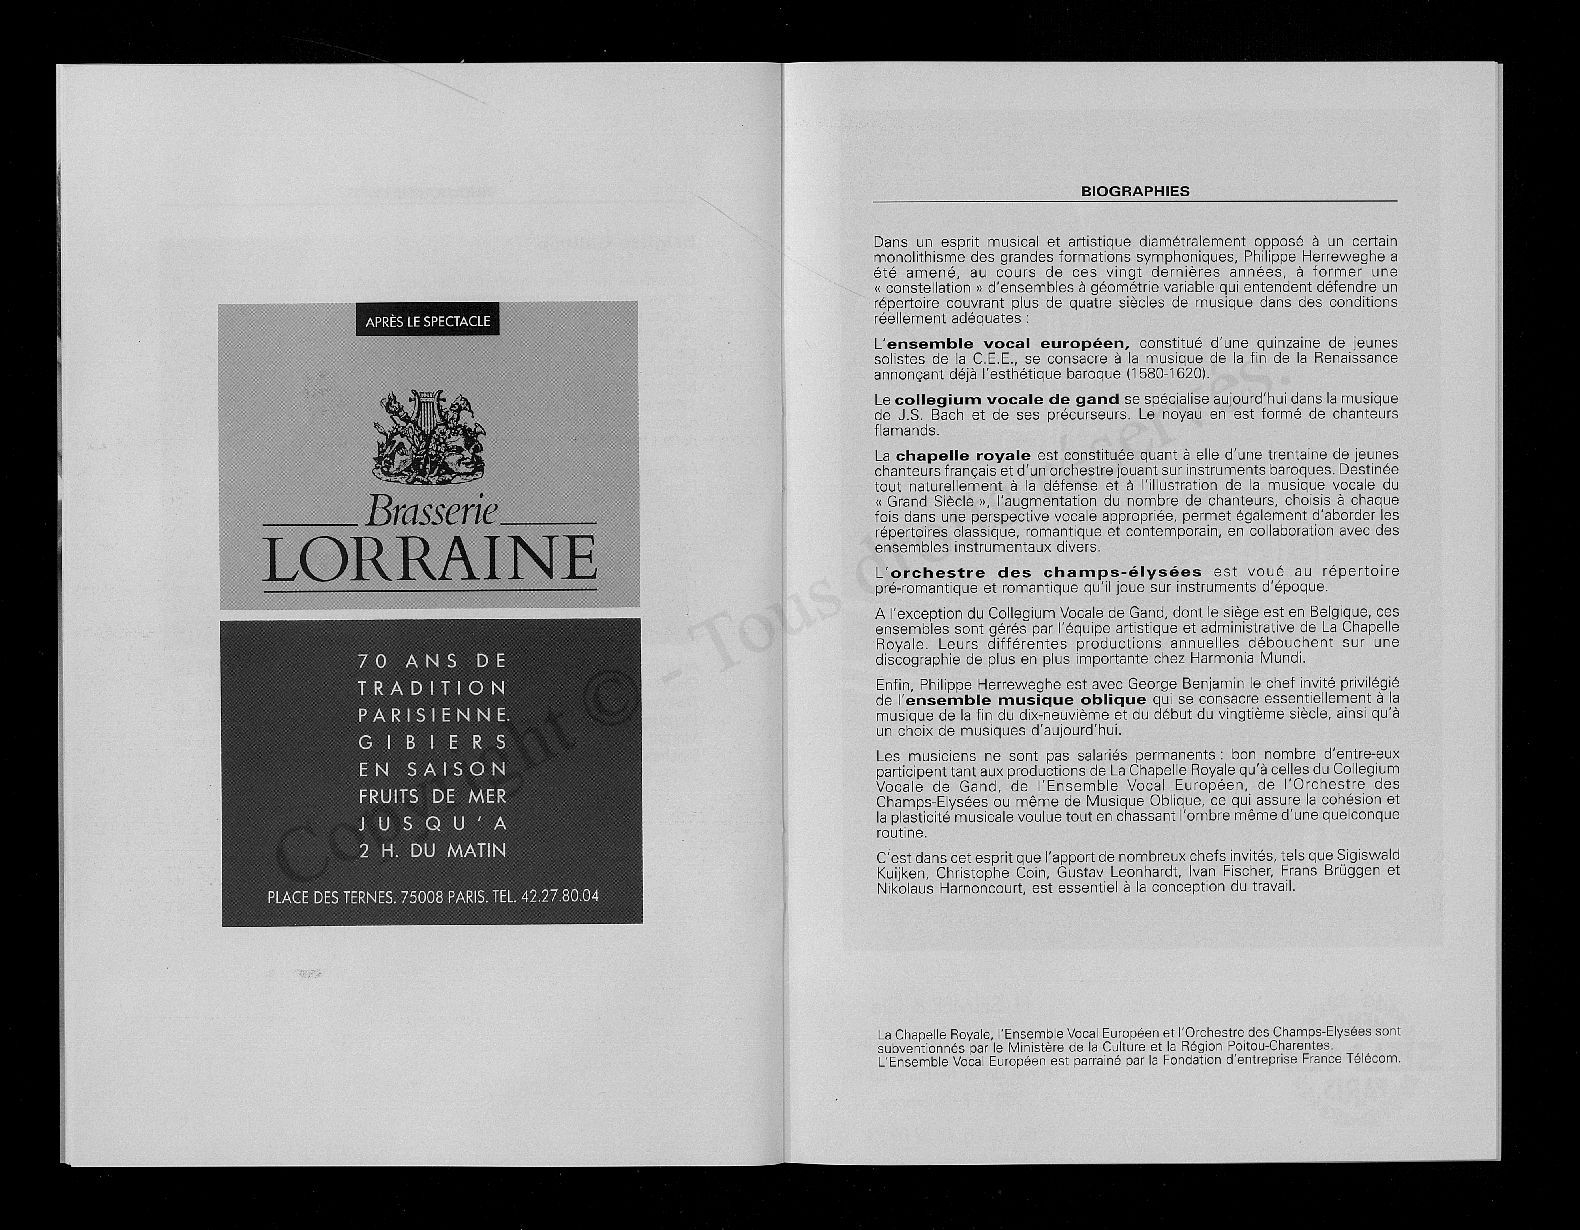 APRÈS LE SPECTACLE
Brasserie
LORRAINE
70 ANS DE
TRADITION
PARISIENNE.
GIBIERS
EN SAISON
FRUITS DE MER
JUSQU'A
2 H. DU MATIN
PLACE DES TERNES. 75008 PARIS. TEL. 42.27.80.04
BIOGRAPHIES
Dans un esprit musical et artistique diamétralement opposé à un certain
monolithisme des grandes formations symphoniques, Philippe Herreweghe a
été amené, au cours de ces vingt dernières années, à former une
« constellation » d'ensembles à géométrie variable qui entendent défendre un
répertoire couvrant plus de quatre siècles de musique dans des conditions
réellement adéquates :
L'ensemble vocal européen, constitué d'une quinzaine de jeunes
solistes de la C.E.E., se consacre à la musique de la fin de la Renaissance
annonçant déjà l'esthétique baroque (1580-1620).
Le collegium vocale de gand se spécialise aujourd'hui dans la musique
de J.S. Bach et de ses précurseurs. Le noyau en est formé de chanteurs
flamands.
La chapelle royale est constituée quant à elle d'une trentaine de jeunes
chanteurs français et d'un orchestre jouant sur instruments baroques. Destinée
tout naturellement à la défense et à l'illustration de la musique vocale du
« Grand Siècle », l'augmentation du nombre de chanteurs, choisis à chaque
fois dans une perspective vocale appropriée, permet également d'aborder les
répertoires classique, romantique et contemporain, en collaboration avec des
ensembles instrumentaux divers.
L'orchestre des champs-élysées est voué au répertoire
pré-romantique et romantique qu'il joue sur instruments d'époque.
A l'exception du Collegium Vocale de Gand, dont le siège est en Belgique, ces
ensembles sont gérés par l'équipe artistique et administrative de La Chapelle
Royale. Leurs différentes productions annuelles débouchent sur une
discographie de plus en plus importante chez Harmonia Mundi.
Enfin, Philippe Herreweghe est avec George Benjamin le chef invité privilégié
de l'ensemble musique oblique qui se consacre essentiellement à la
musique de la fin du dix-neuvième et du début du vingtième siècle, ainsi qu'à
un choix de musiques d'aujourd'hui.
Les musiciens ne sont pas salariés permanents : bon nombre d'entre-eux
participent tant aux productions de La Chapelle Royale qu'à celles du Collegium
Vocale de Gand, de l'Ensemble Vocal Européen, de l'Orchestre des
Champs-Elysées ou même de Musique Oblique, ce qui assure la cohésion et
la plasticité musicale voulue tout en chassant l'ombre même d'une quelconque
routine.
C'est dans cet esprit que l'apport de nombreux chefs invités, tels que Sigiswald
Kuijken, Christophe Coin, Gustav Leonhardt, Ivan Fischer, Frans Brüggen et
Nikolaus Harnoncourt, est essentiel à la conception du travail.
La Chapelle Royale, l'Ensemble Vocal Européen et l'Orchestre des Champs-Elysées sont
subventionnés par le Ministère de la Culture et la Région Poitou-Charentes.
L'Ensemble Vocal Européen est parrainé par la Fondation d'entreprise France Télécom.
Copyright © - Tous droits réservés.